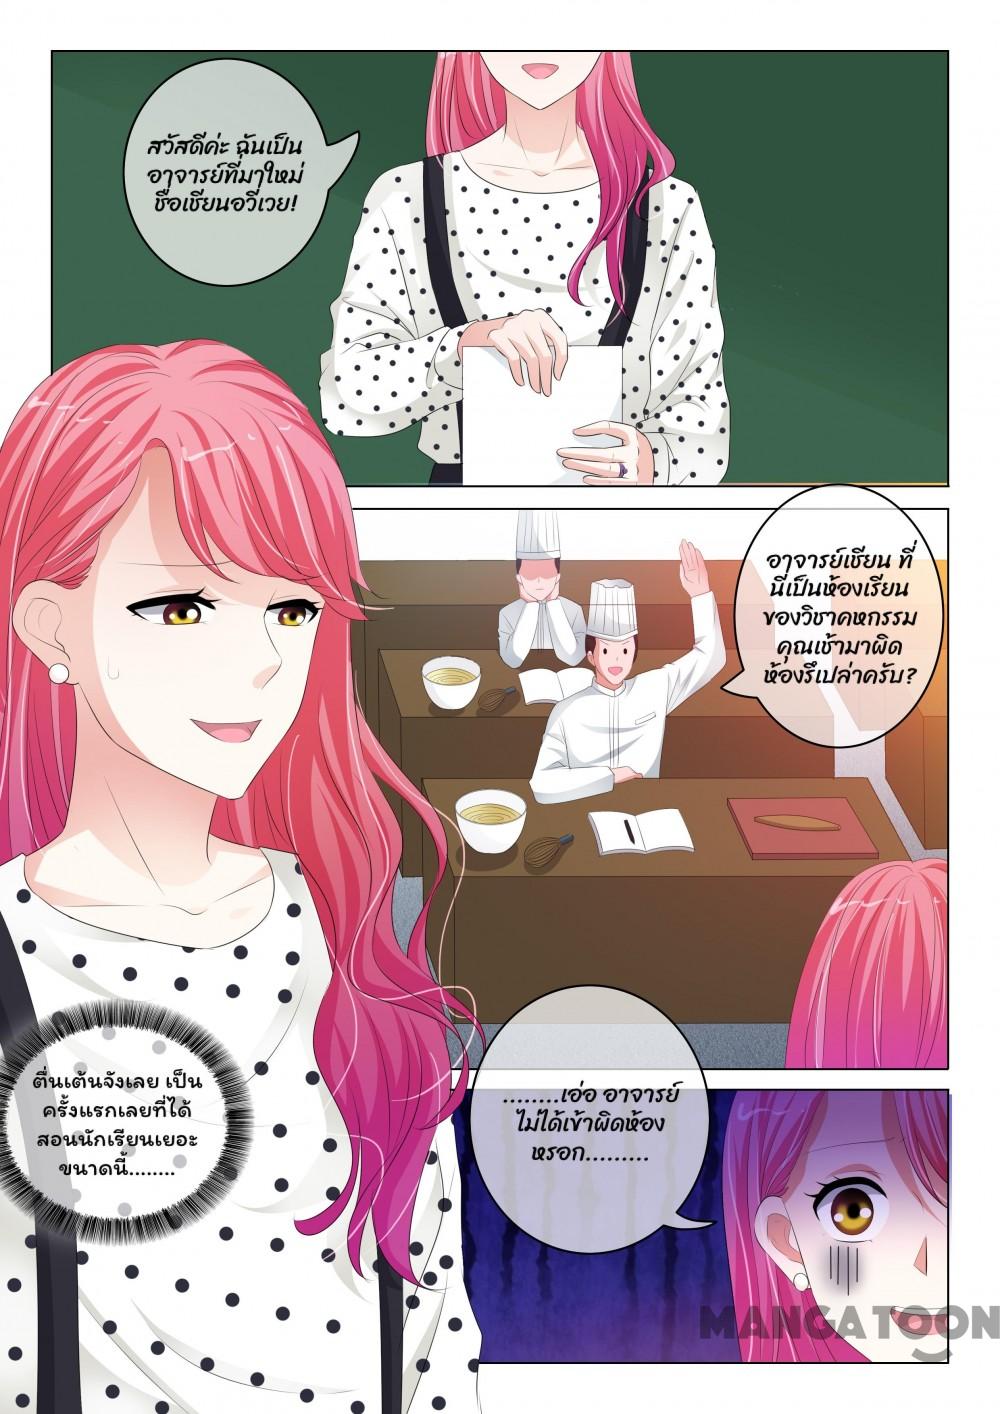 สวัสดีค่ะ ฉันเป็น
อาจารย์ที่มาใหม่
ชื่อเชียนอวี่เวย!
อาจารย์เชียน ที่
นี่เป็นห้องเรียน
ของวิชาคหกรรม
คุณเช้ามาผิด
ห้องรึเปล่าครับ?
ตื่นเต้นจังเลย เป็น
ครั้งแรกเลยที่ได้
สอนนักเรียนเยอะ
ขนาดนี้........
........เอ่อ อาจารย์
ไม่ได้เข้าผิดห้อง
หรอก.........
MANGATOON